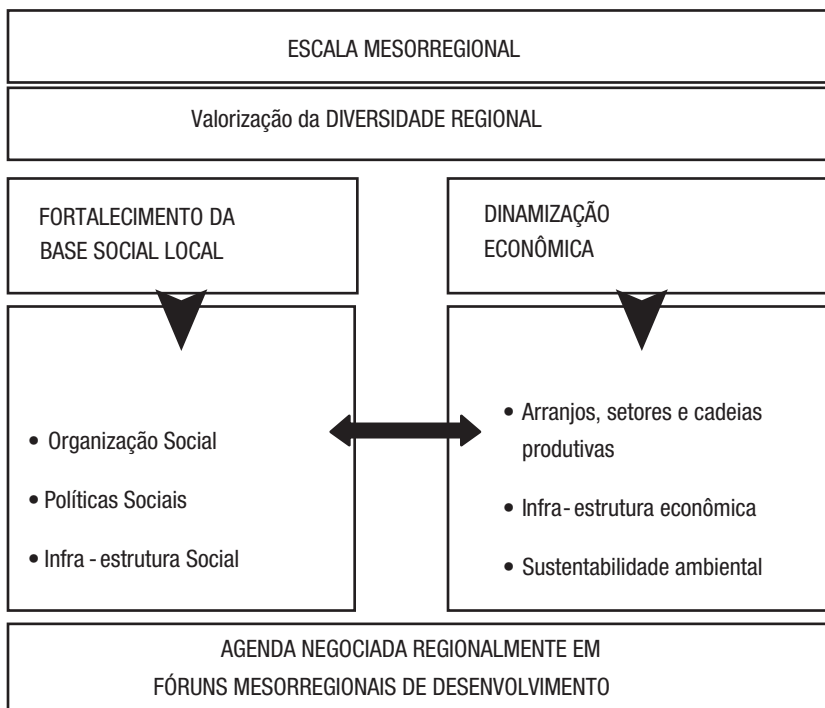 ESCALA MESORREGIONAL
Valorização da DIVERSIDADE REGIONAL
FORTALECIMENTO DA
BASE SOCIAL LOCAL
• Organização Social
• Políticas Sociais
• Infra - estrutura Social
DINAMIZAÇÃO
ECONÔMICA
• Arranjos, setores e cadeias
produtivas
• Infra - estrutura econômica
• Sustentabilidade ambiental
AGENDA NEGOCIADA REGIONALMENTE EM
FÓRUNS MESORREGIONAIS DE DESENVOLVIMENTO